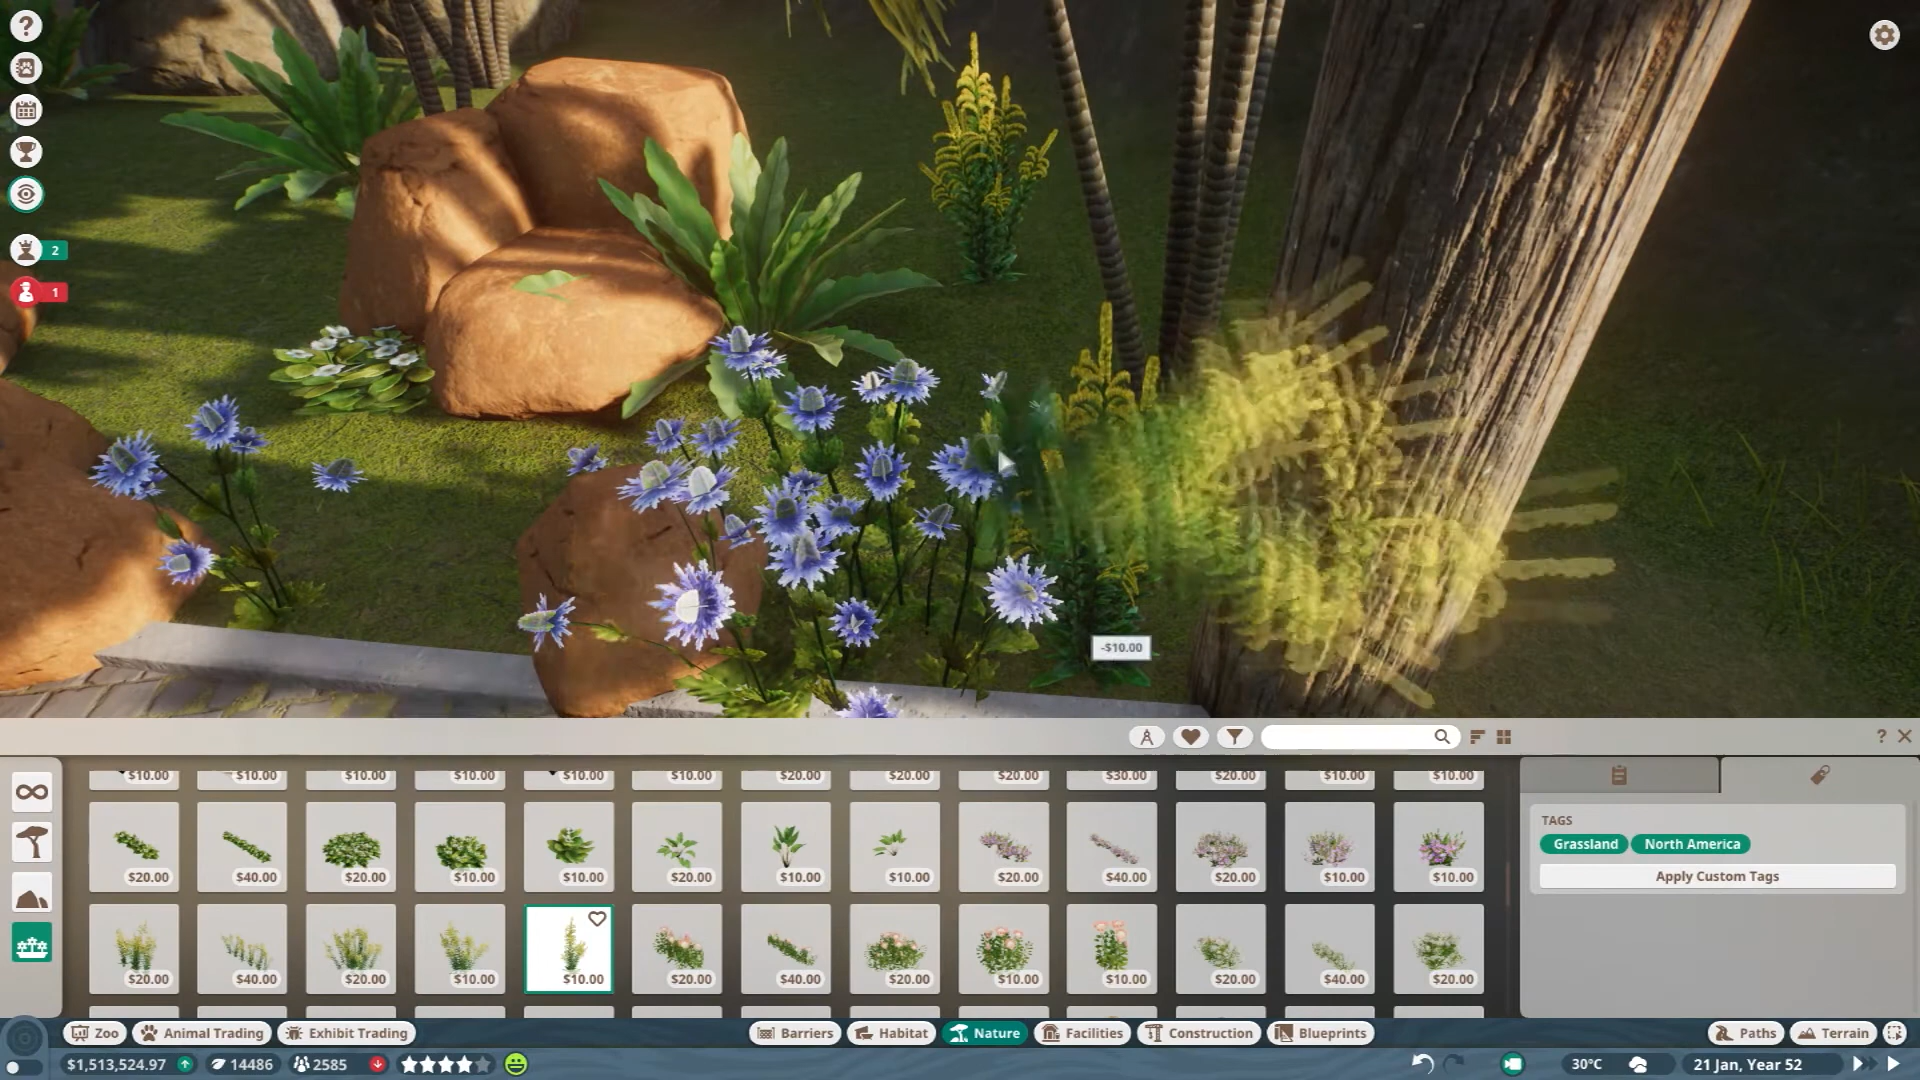 2
1
-$10.00
$10.00 $10.00 $10.00 $10.00 $10.00 $10.00 $20.00 $20.00 $20.00 $30.00 $20.00 $10.00 $10.00
$20.00 $40.00 $20.00 $10.00 $10.00 $20.00 $10.00 $10.00 $20.00 $40.00 $20.00 $10.00 $10.00
$20.00 $40.00 $20.00 $10.00 $10.00 $20.00 $40.00 $20.00 $10.00 $10.00 $20.00 $40.00 $20.00
?
TAGS
Grassland North America
Apply Custom Tags
Zoo Animal Trading Exhibit Trading Barriers Habitat Nature Facilities Construction Blueprints Paths Terrain
$1,513,524.97 14486 2585 30°C 21 Jan, Year 52